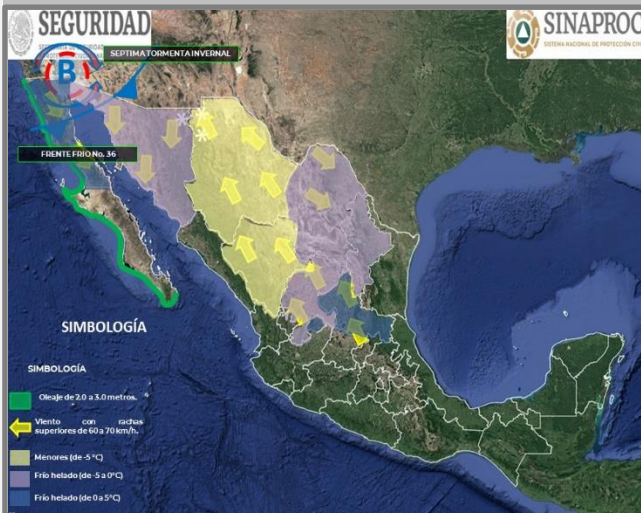 SEGURIDAD
SINAPROC
SISTEMA NACIONAL DE PROTECCIÓN CIVIL
SEPTIMA TORMENTA INVERNAL
B
FRENTE FRÍO No. 36
SIMBOLOGÍA
SIMBOLOGÍA
Oleaje de 2.0 a 3.0 metros.
Viento con rachas
superiores de 60 a 70 km/h.
Menores (de -5 °C)
Frío helado (de -5 a 0°C)
Frío helado (de 0 a 5°C)